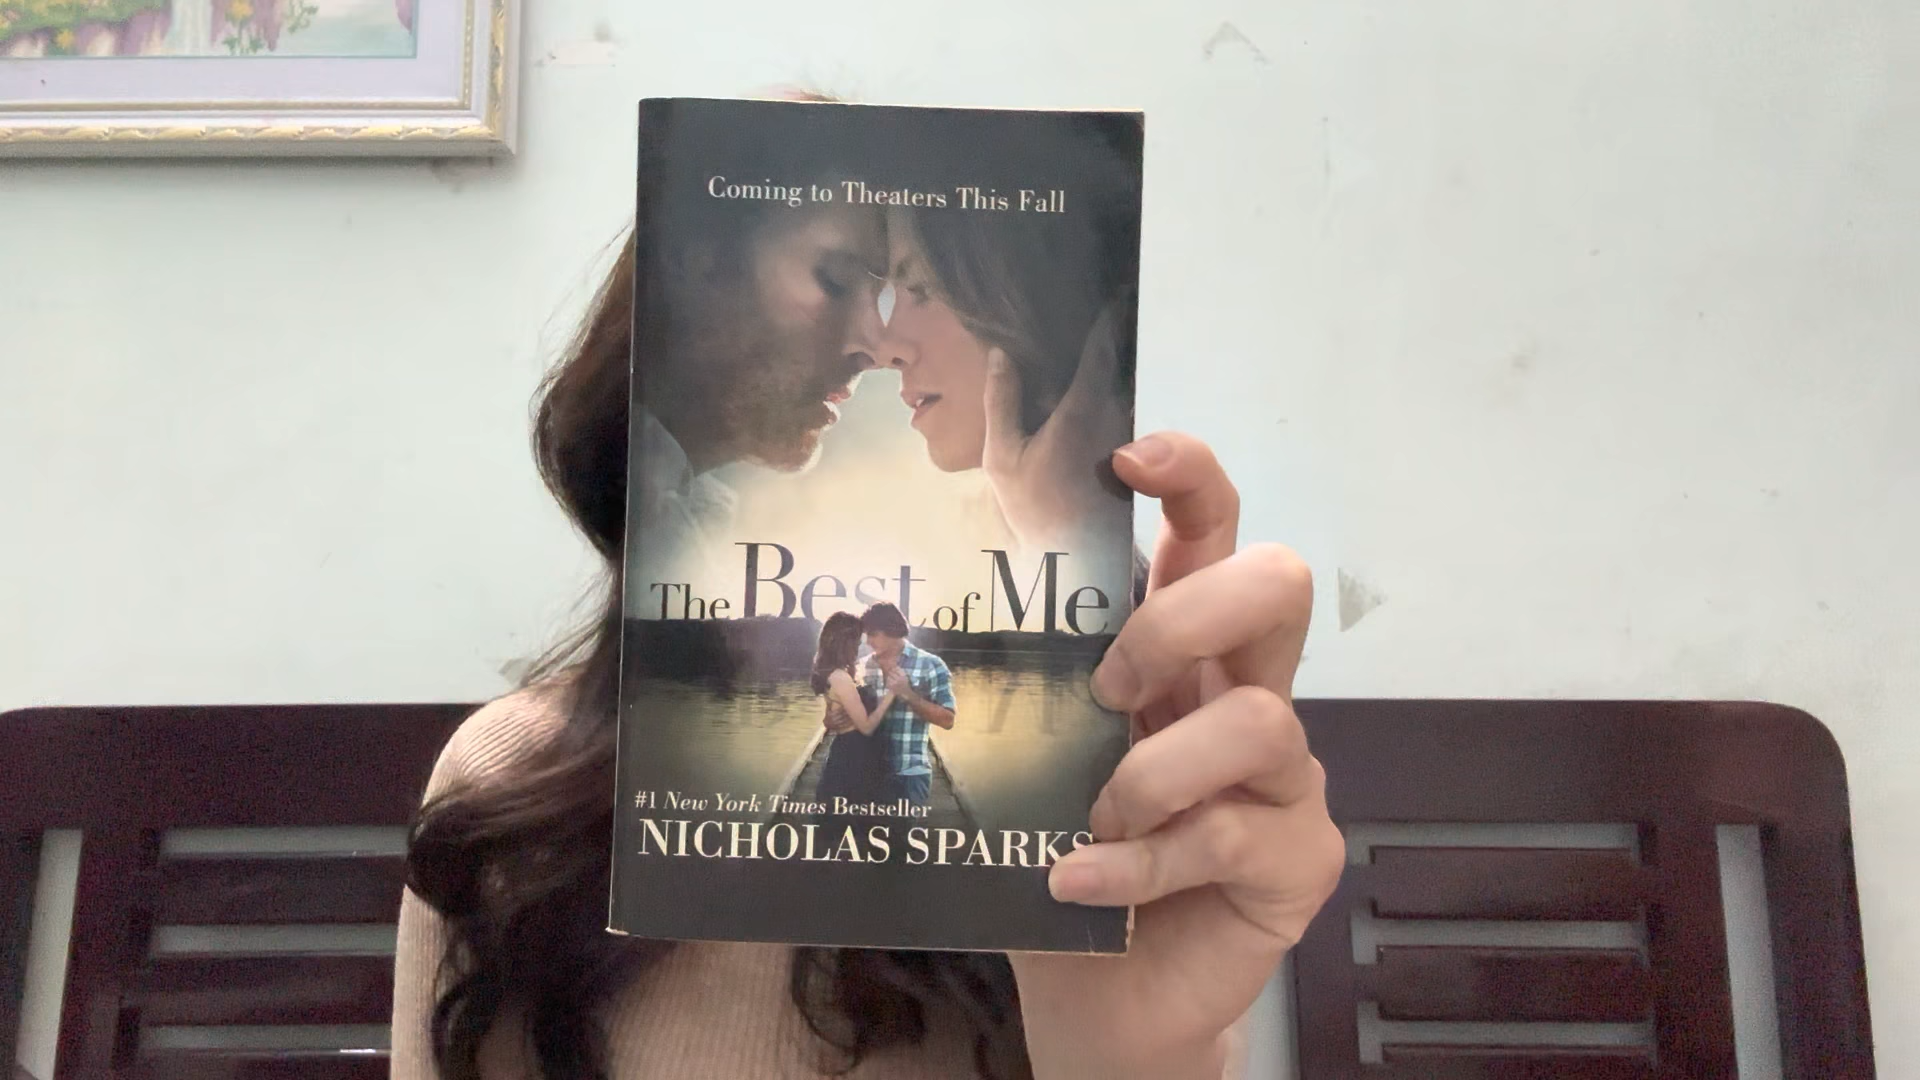 Coming to Theaters This Fall
The Best of Me
#1 New York Times Bestseller
NICHOLAS SPARKS